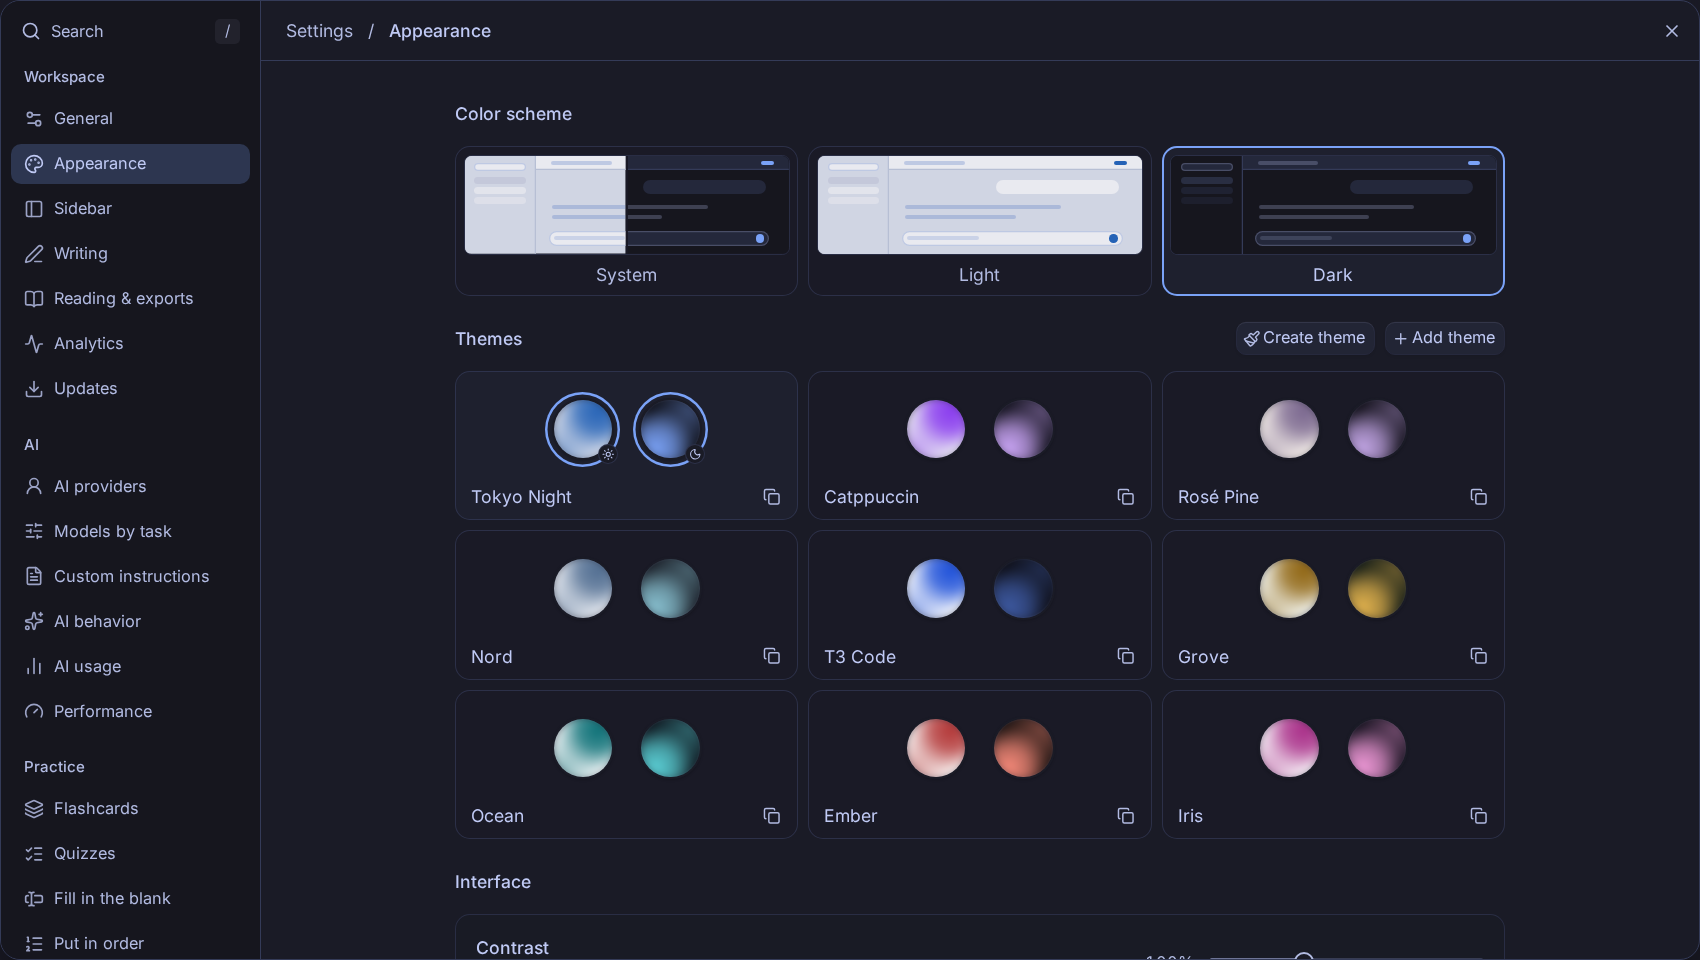 Search
/
Settings / Appearance
Workspace
General
Appearance
Sidebar
Writing
Reading & exports
Analytics
Updates
AI
AI providers
Models by task
Custom instructions
AI behavior
AI usage
Performance
Practice
Flashcards
Quizzes
Fill in the blank
Put in order
Color scheme
System
Light
Dark
Themes
Create theme
Add theme
Tokyo Night
Catppuccin
Rosé Pine
Nord
T3 Code
Grove
Ocean
Ember
Iris
Interface
Contrast